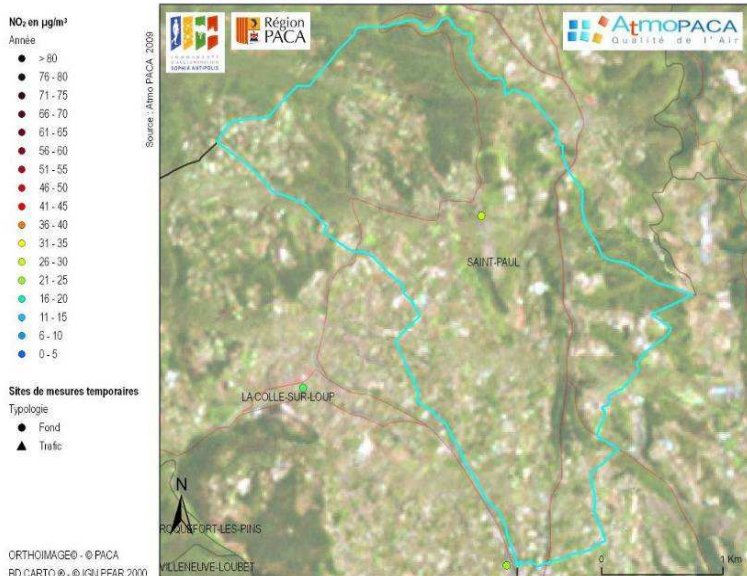 NO₂ en µg/m³
Année
> 80
76 - 80
71 - 75
66 - 70
61 - 65
56 - 60
51 - 55
46 - 50
41 - 45
36 - 40
31 - 35
26 - 30
21 - 25
16 - 20
11 - 15
6 - 10
0 - 5
Sites de mesures temporaires
Typologie
Fond
Trafic
ORTHOIMAGE© - © PACA
BD CARTO ® - © IGN PFAR 2000
Source : Atmo PACA 2009
SOPHIA ANTIPOLIS
Région
PACA
AtmoPACA
Qualité de l'Air
SAINT-PAUL
LA COLLE-SUR-LOUP
N
ROQUEFORT-LES-PINS
VILLENEUVE-LOUBET
0 1 Km